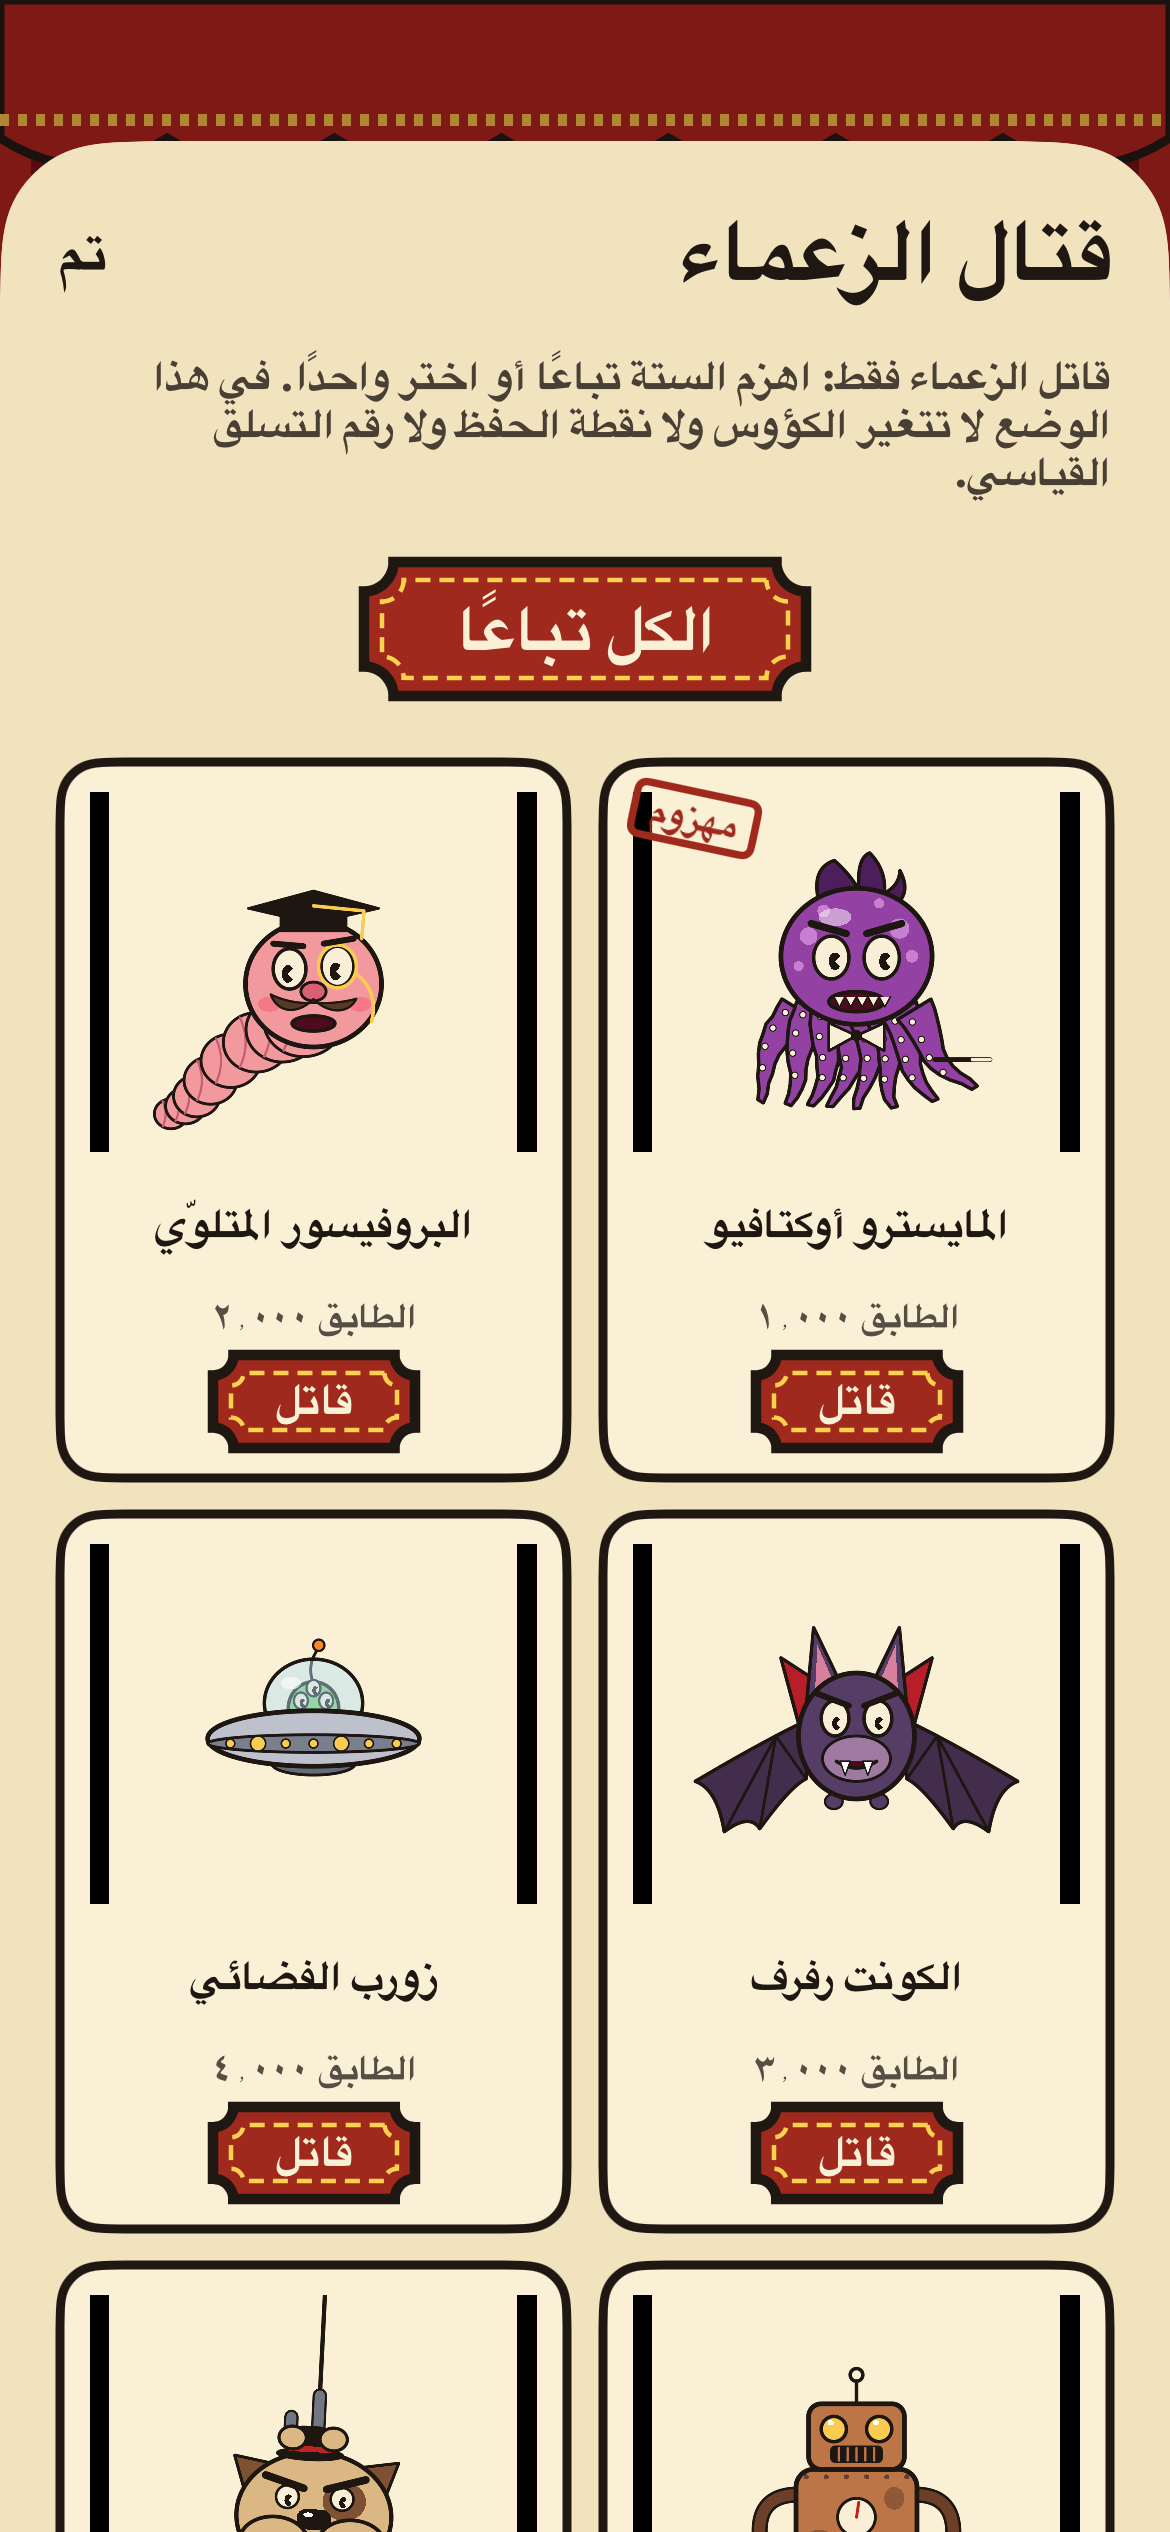 قتال الزعماء
تم
قاتل الزعماء فقط: اهزم الستة تباعًا أو اختر واحدًا. في هذا
الوضع لا تتغير الكؤوس ولا نقطة الحفظ ولا رقم التسلق
القياسي.
الكل تباعًا
مهزوم
المايسترو أوكتافيو
الطابق ١,٠٠٠
قاتل
البروفيسور المتلوّي
الطابق ٢,٠٠٠
قاتل
الكونت رفرف
الطابق ٣,٠٠٠
قاتل
زورب الفضائي
الطابق ٤,٠٠٠
قاتل